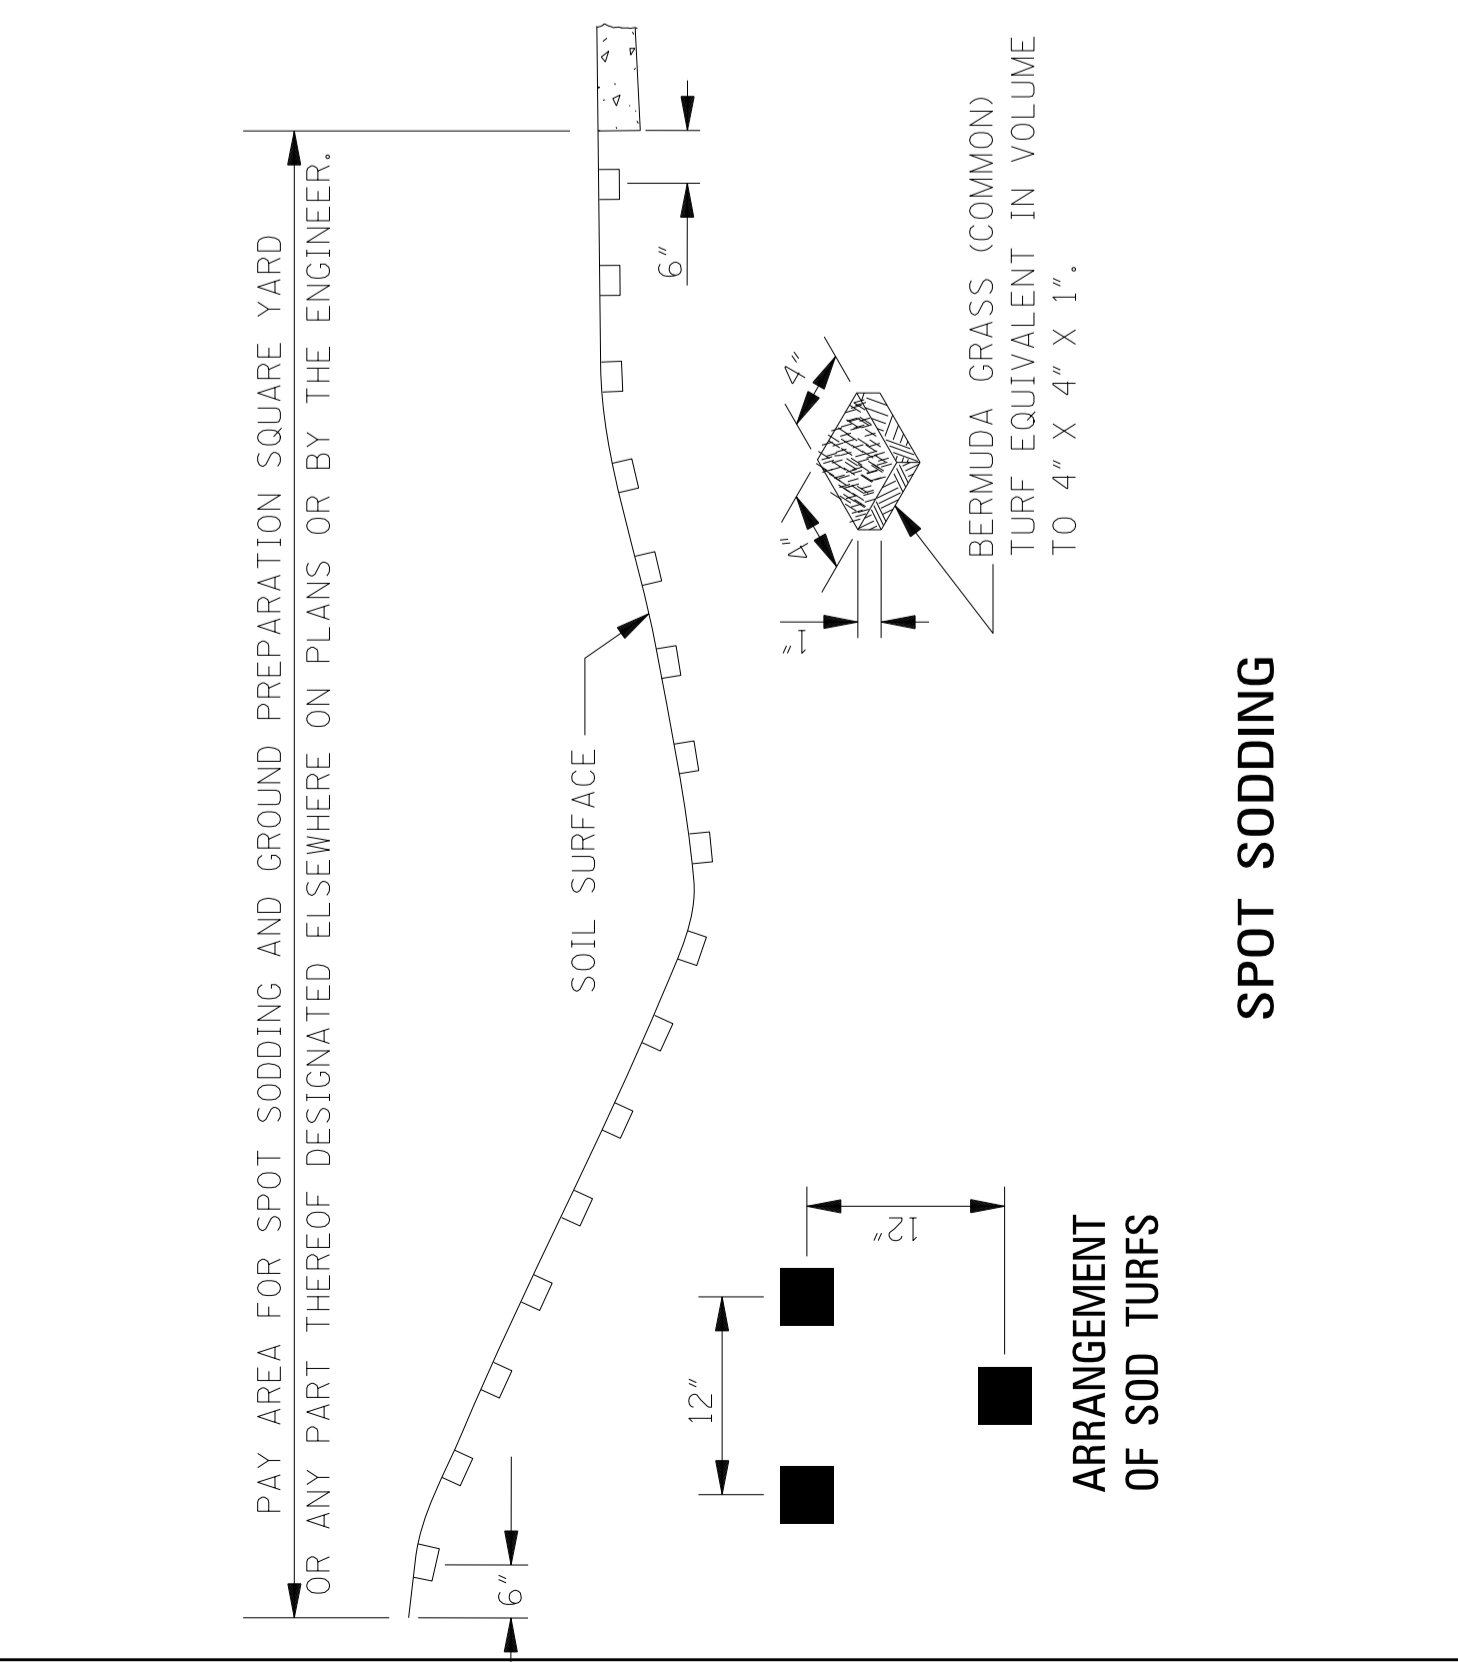 PAY AREA FOR SPOT SODDING AND GROUND PREPARATION SQUARE YARD
OR ANY PART THEREOF DESIGNATED ELSEWHERE ON PLANS OR BY THE ENGINEER.
6"
SOIL SURFACE
6"
12"
12"
ARRANGEMENT
OF SOD TURFS
1"
4"
4"
BERMUDA GRASS (COMMON)
TURF EQUIVALENT IN VOLUME
TO 4" X 4" X 1".
SPOT SODDING